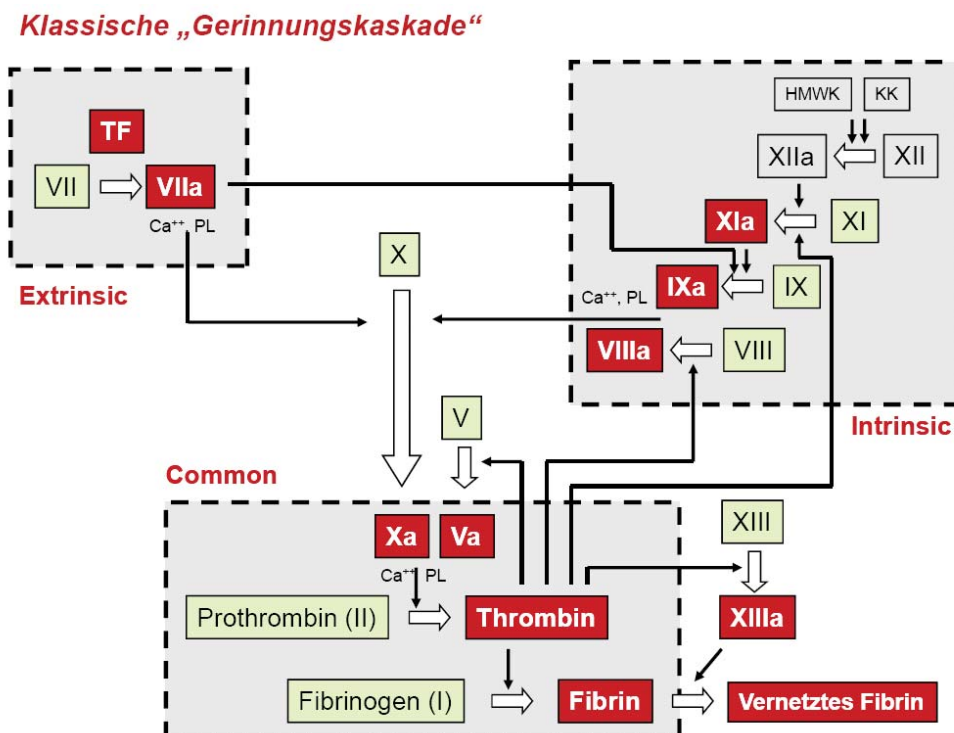 Klassische „Gerinnungskaskade“
TF
VII
VIIa
Ca⁺⁺, PL
Extrinsic
HMWK
KK
XIIa
XII
XIa
XI
X
IXa
IX
Ca⁺⁺, PL
VIIIa
VIII
Intrinsic
V
Common
Xa
Va
XIII
Ca⁺⁺ PL
Prothrombin (II)
Thrombin
XIIIa
Fibrinogen (I)
Fibrin
Vernetztes Fibrin